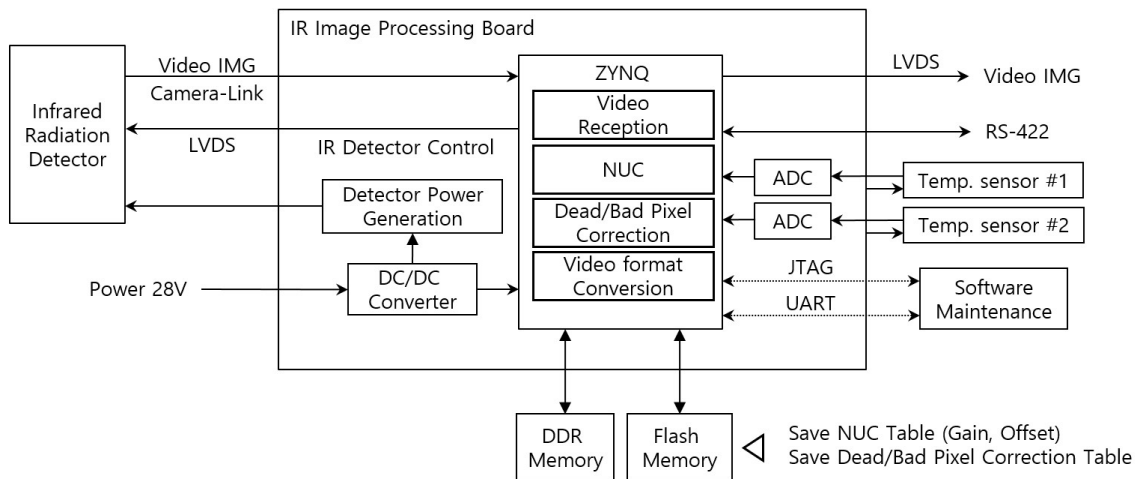 IR Image Processing Board
Infrared
Radiation
Detector
Video IMG
Camera-Link
LVDS
IR Detector Control
Detector Power
Generation
Power 28V
DC/DC
Converter
ZYNQ
Video
Reception
NUC
Dead/Bad Pixel
Correction
Video format
Conversion
LVDS
Video IMG
RS-422
ADC
Temp. sensor #1
ADC
Temp. sensor #2
JTAG
UART
Software
Maintenance
DDR
Memory
Flash
Memory
Save NUC Table (Gain, Offset)
Save Dead/Bad Pixel Correction Table